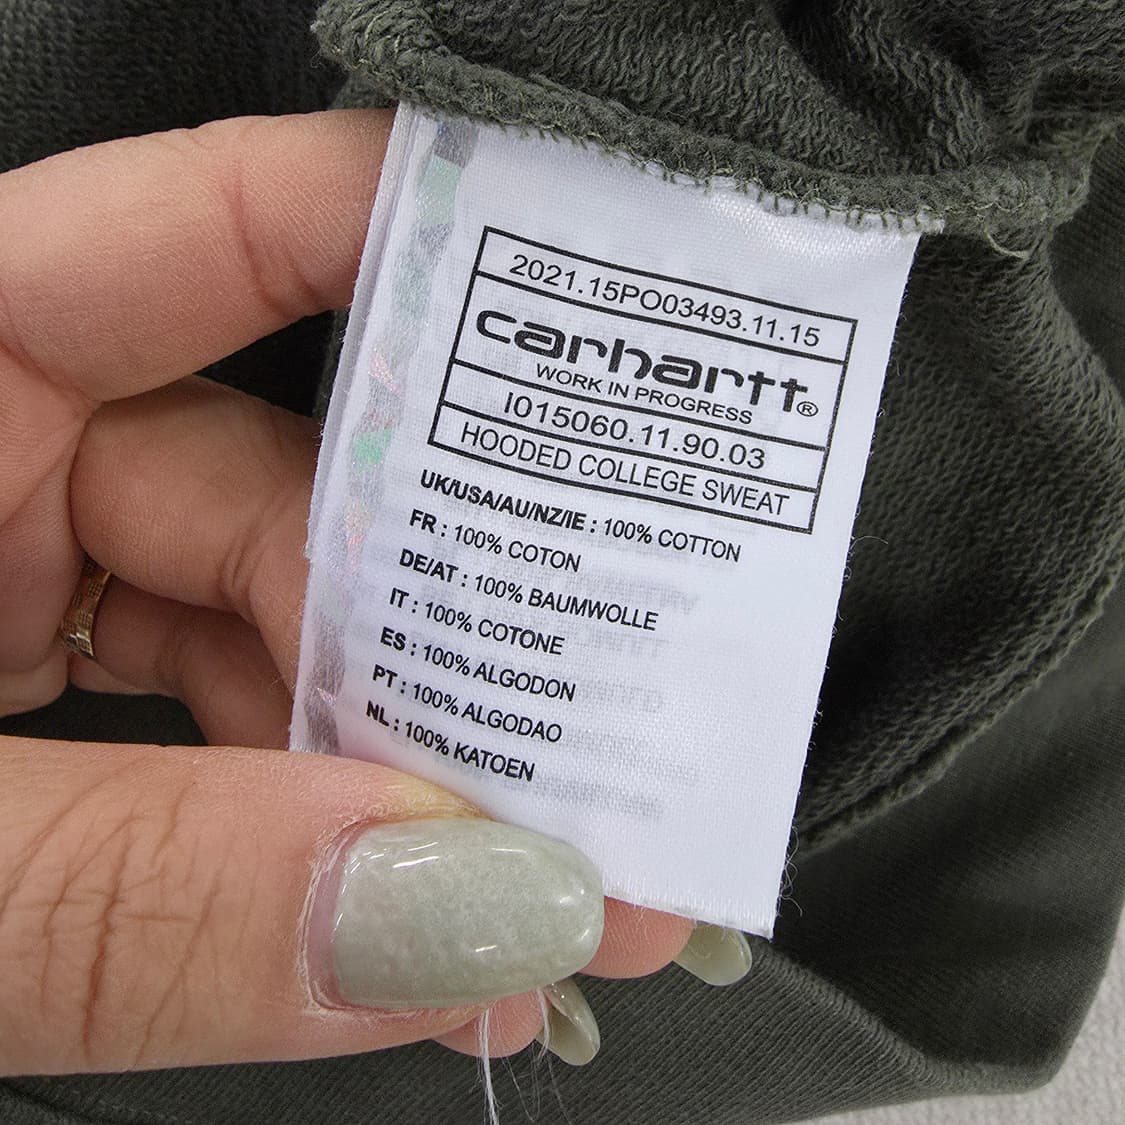 2021.15PO03493.11.15
carhartt®
WORK IN PROGRESS
I015060.11.90.03
HOODED COLLEGE SWEAT
UK/USA/AU/NZ/IE : 100% COTTON
FR : 100% COTON
DE/AT : 100% BAUMWOLLE
IT : 100% COTONE
ES : 100% ALGODON
PT : 100% ALGODAO
NL : 100% KATOEN